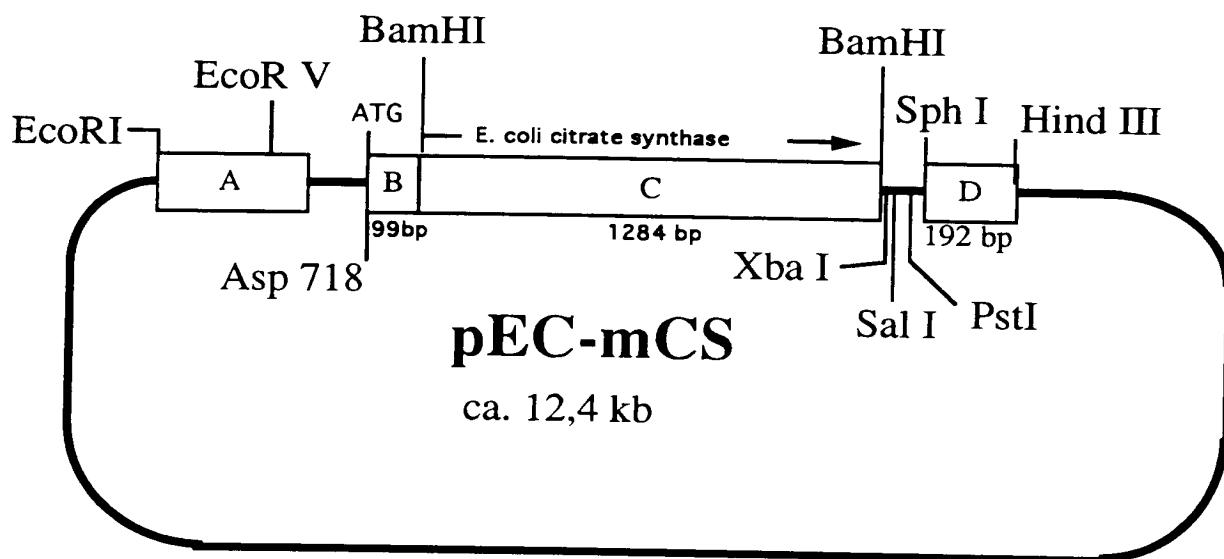 BamHI
BamHI
EcoR V
EcoRI
ATG
E. coli citrate synthase
Sph I
Hind III
A
B
C
D
99bp
1284 bp
192 bp
Asp 718
Xba I
Sal I
PstI
pEC-mCS
ca. 12,4 kb